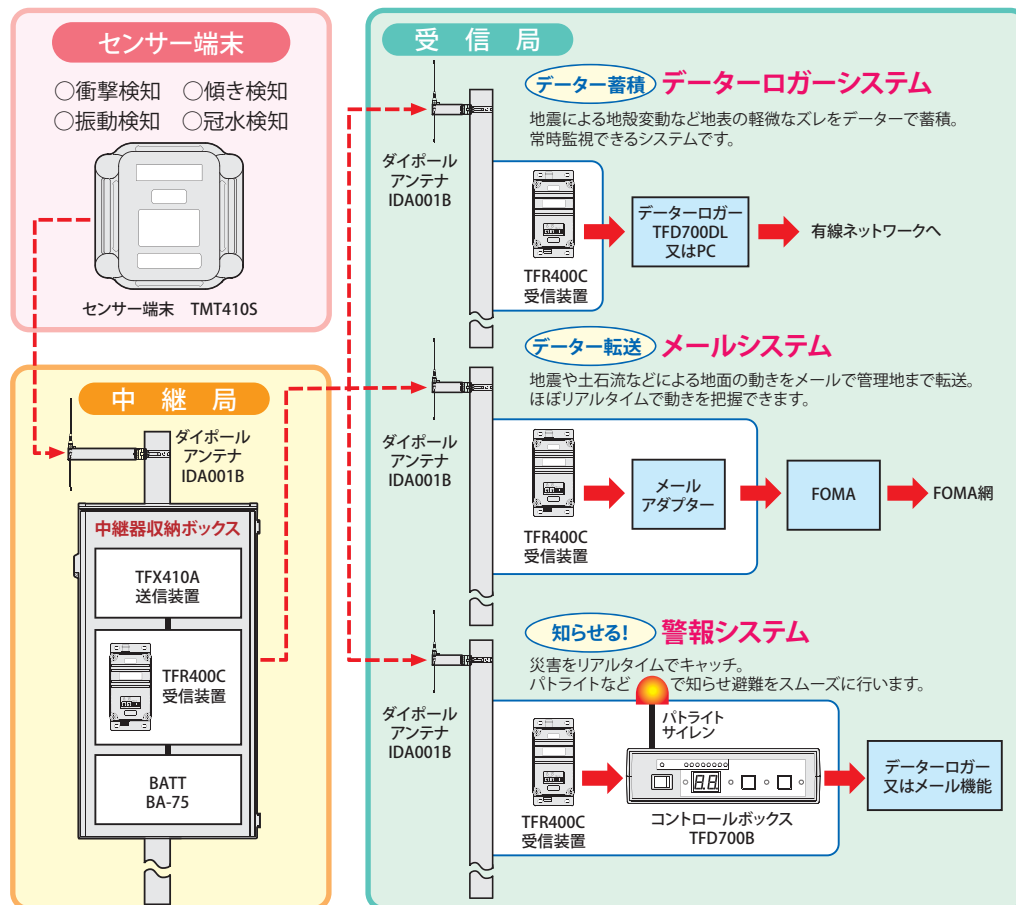 センサー端末
○衝撃検知 ○傾き検知
○振動検知 ○冠水検知
センサー端末 TMT410S
中継局
ダイポール
アンテナ
IDA001B
中継器収納ボックス
TFX410A
送信装置
TFR400C
受信装置
BATT
BA-75
受信局
データー蓄積 データーロガーシステム
地震による地殻変動など地表の軽微なズレをデーターで蓄積。
常時監視できるシステムです。
ダイポール
アンテナ
IDA001B
TFR400C
受信装置
データーロガー
TFD700DL
又はPC
有線ネットワークへ
データー転送 メールシステム
地震や土石流などによる地面の動きをメールで管理地まで転送。
ほぼリアルタイムで動きを把握できます。
ダイポール
アンテナ
IDA001B
TFR400C
受信装置
メール
アダプター
FOMA
FOMA網
知らせる! 警報システム
災害をリアルタイムでキャッチ。
パトライトなど で知らせ避難をスムーズに行います。
ダイポール
アンテナ
IDA001B
パトライト
サイレン
TFR400C
受信装置
コントロールボックス
TFD700B
データーロガー
又はメール機能